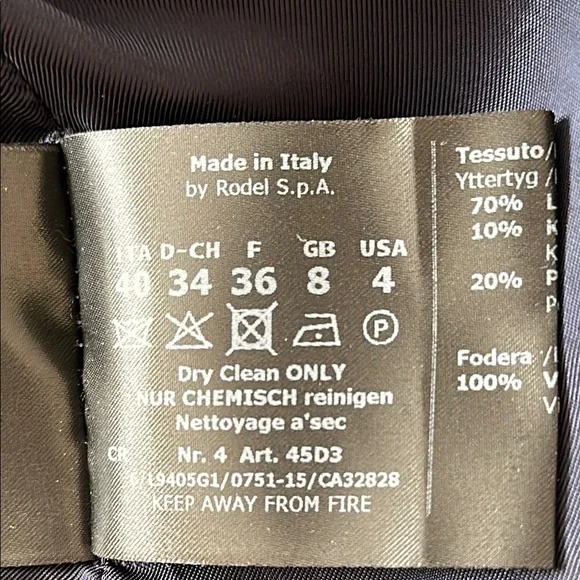 Made in Italy
by Rodel S.p.A.
ITA D-CH F GB USA
40 34 36 8 4
P
Dry Clean ONLY
NUR CHEMISCH reinigen
Nettoyage a'sec
CR Nr. 4 Art. 45D3
L9405G1/0751-15/CA32828
KEEP AWAY FROM FIRE
Tessuto/
Yttertyg /
70% L
10% K
K
20% P
p
Fodera /
100% V
V